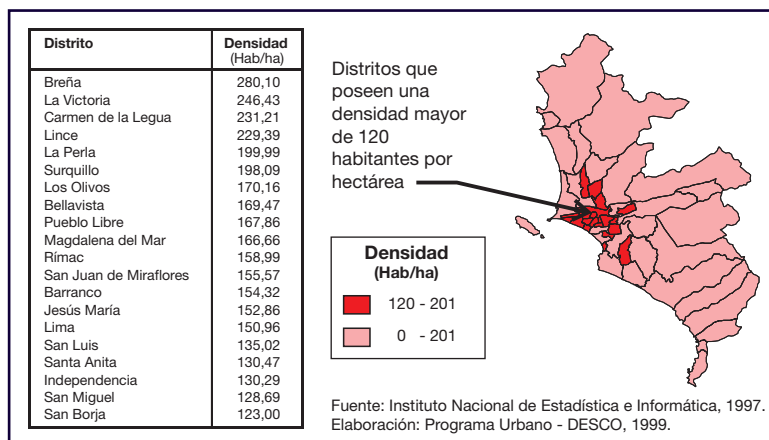 Distrito Densidad
(Hab/ha)
Breña 280,10
La Victoria 246,43
Carmen de la Legua 231,21
Lince 229,39
La Perla 199,99
Surquillo 198,09
Los Olivos 170,16
Bellavista 169,47
Pueblo Libre 167,86
Magdalena del Mar 166,66
Rímac 158,99
San Juan de Miraflores 155,57
Barranco 154,32
Jesús María 152,86
Lima 150,96
San Luis 135,02
Santa Anita 130,47
Independencia 130,29
San Miguel 128,69
San Borja 123,00
Distritos que
poseen una
densidad mayor
de 120
habitantes por
hectárea
Densidad
(Hab/ha)
120 - 201
0 - 201
Fuente: Instituto Nacional de Estadística e Informática, 1997.
Elaboración: Programa Urbano - DESCO, 1999.